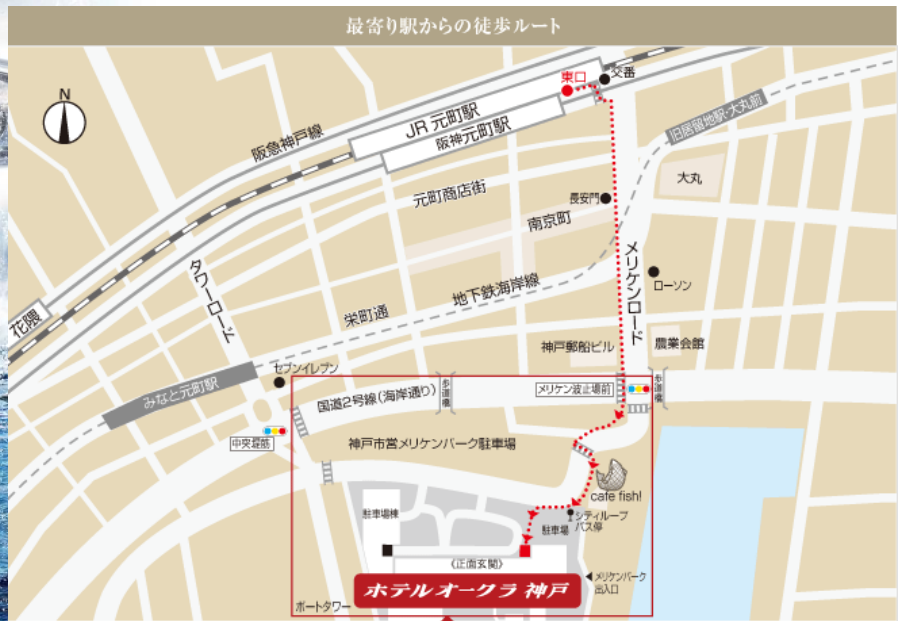 最寄り駅からの徒歩ルート
N
東口
交番
JR 元町駅
阪神元町駅
阪急神戸線
旧居留地駅・大丸前
大丸
元町商店街
長安門
南京町
メリケンロード
ローソン
タワーロード
地下鉄海岸線
栄町通
花隈
神戸郵船ビル
農業会館
セブンイレブン
みなと元町駅
国道2号線(海岸通り)
歩道橋
メリケン波止場前
歩道橋
中突堤筋
神戸市営メリケンパーク駐車場
cafe fish!
駐車場棟
駐車場
シティループ
バス停
《正面玄関》
ホテルオークラ 神戸
メリケンパーク
出入口
ポートタワー